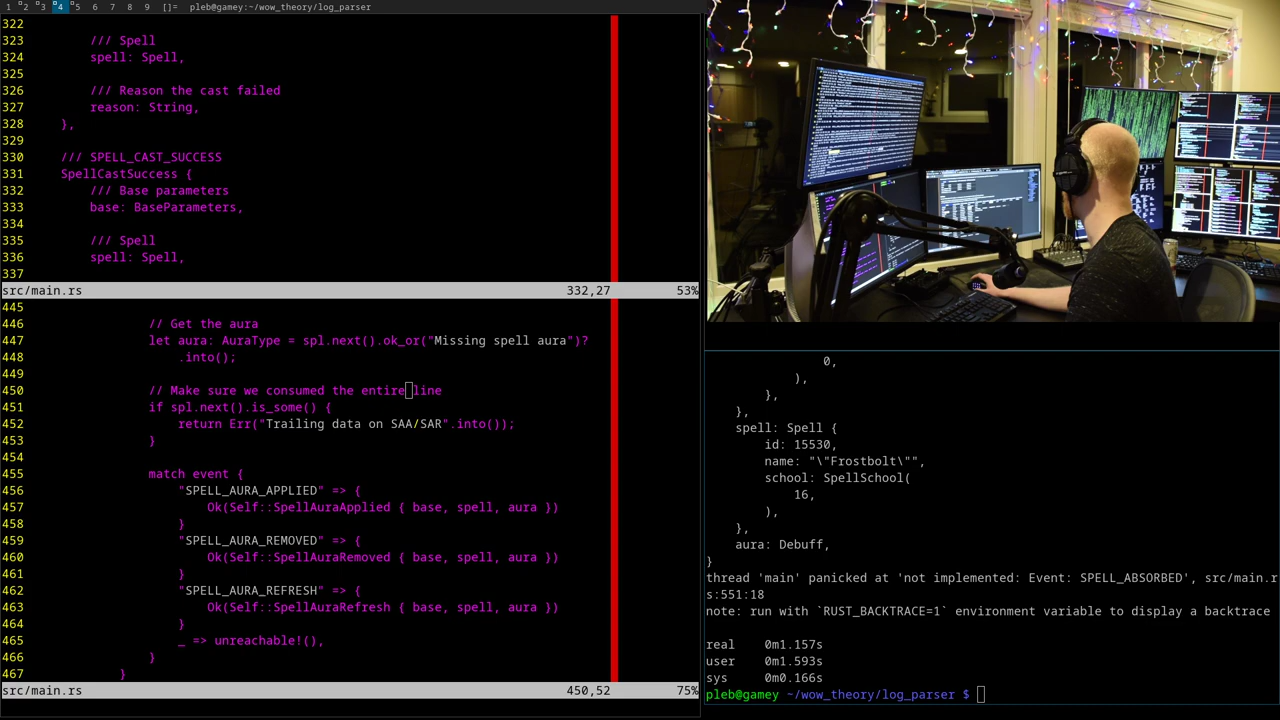 1 2 3 4 5 6 7 8 9 []= pleb@gamey:~/wow_theory/log_parser
322
323 /// Spell
324 spell: Spell,
325
326 /// Reason the cast failed
327 reason: String,
328 },
329
330 /// SPELL_CAST_SUCCESS
331 SpellCastSuccess {
332 /// Base parameters
333 base: BaseParameters,
334
335 /// Spell
336 spell: Spell,
337
src/main.rs 332,27 53%
445
446 // Get the aura
447 let aura: AuraType = spl.next().ok_or("Missing spell aura")?
448 .into();
449
450 // Make sure we consumed the entire line
451 if spl.next().is_some() {
452 return Err("Trailing data on SAA/SAR".into());
453 }
454
455 match event {
456 "SPELL_AURA_APPLIED" => {
457 Ok(Self::SpellAuraApplied { base, spell, aura })
458 }
459 "SPELL_AURA_REMOVED" => {
460 Ok(Self::SpellAuraRemoved { base, spell, aura })
461 }
462 "SPELL_AURA_REFRESH" => {
463 Ok(Self::SpellAuraRefresh { base, spell, aura })
464 }
465 _ => unreachable!(),
466 }
467 }
src/main.rs 450,52 75%
0,
),
},
},
spell: Spell {
id: 15530,
name: "\"Frostbolt\"",
school: SpellSchool(
16,
),
},
aura: Debuff,
}
thread 'main' panicked at 'not implemented: Event: SPELL_ABSORBED', src/main.r
s:551:18
note: run with `RUST_BACKTRACE=1` environment variable to display a backtrace
real 0m1.157s
user 0m1.593s
sys 0m0.166s
pleb@gamey ~/wow_theory/log_parser $